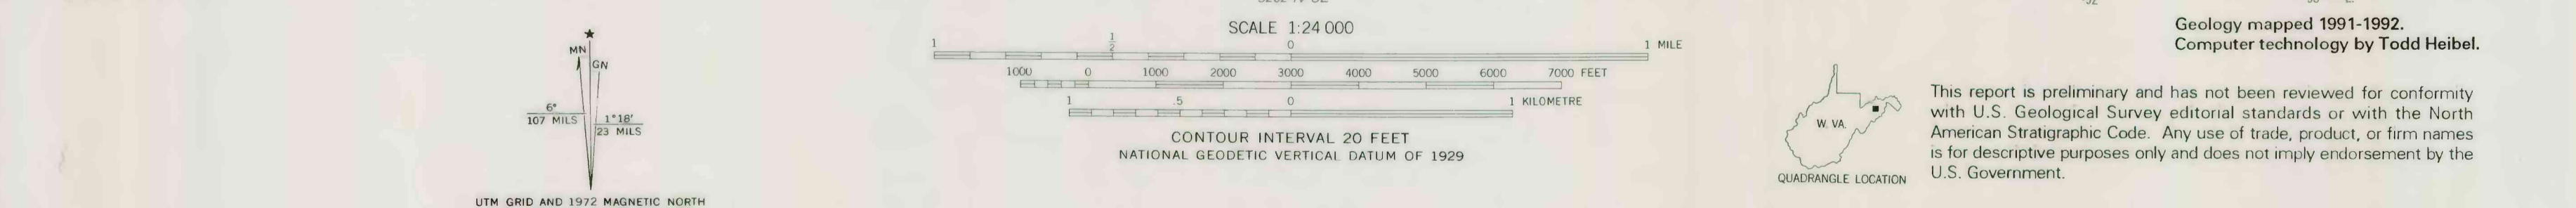 SCALE 1:24 000
1 1/2 0 1 MILE
1000 0 1000 2000 3000 4000 5000 6000 7000 FEET
1 .5 0 1 KILOMETRE
CONTOUR INTERVAL 20 FEET
NATIONAL GEODETIC VERTICAL DATUM OF 1929
★
MN
GN
6°
107 MILS
1°18'
23 MILS
UTM GRID AND 1972 MAGNETIC NORTH
W. VA.
QUADRANGLE LOCATION
Geology mapped 1991-1992.
Computer technology by Todd Heibel.
This report is preliminary and has not been reviewed for conformity
with U.S. Geological Survey editorial standards or with the North
American Stratigraphic Code. Any use of trade, product, or firm names
is for descriptive purposes only and does not imply endorsement by the
U.S. Government.